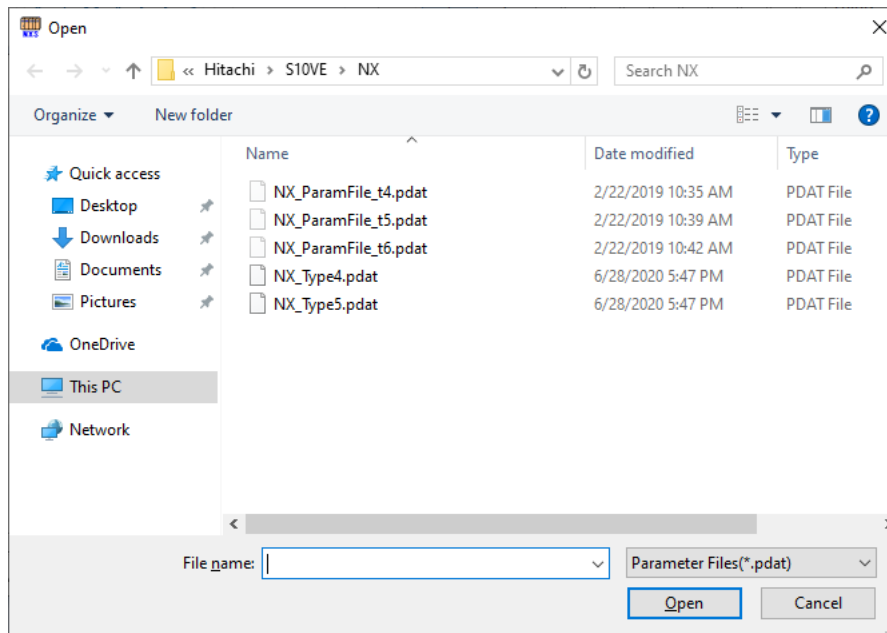 NXS Open
« Hitachi > S10VE > NX Search NX
Organize New folder ?
Name Date modified Type
Quick access
Desktop
Downloads
Documents
Pictures
OneDrive
This PC
Network
NX_ParamFile_t4.pdat 2/22/2019 10:35 AM PDAT File
NX_ParamFile_t5.pdat 2/22/2019 10:39 AM PDAT File
NX_ParamFile_t6.pdat 2/22/2019 10:42 AM PDAT File
NX_Type4.pdat 6/28/2020 5:47 PM PDAT File
NX_Type5.pdat 6/28/2020 5:47 PM PDAT File
File name: Parameter Files(*.pdat)
Open Cancel